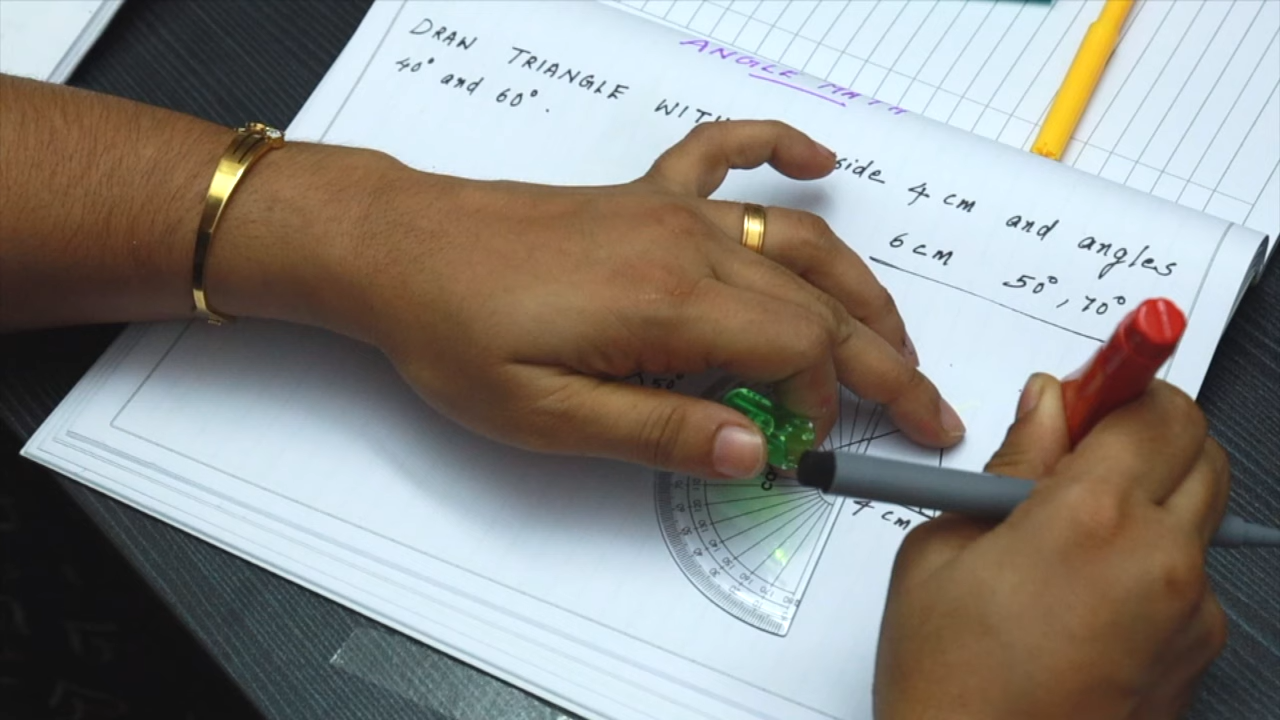 ANGLE MATH
DRAW TRIANGLE WITH side 4 cm and angles
40° and 60°.
6 cm 50°, 70°
50°
4 cm